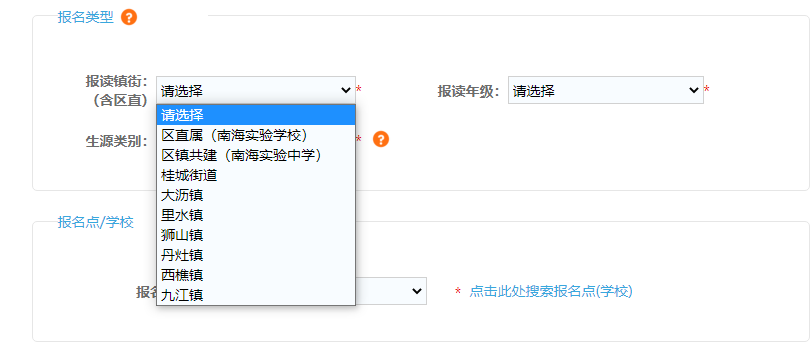 报名类型 ?
报读镇街：
（含区直)
请选择
*
报读年级：
请选择
*
请选择
区直属（南海实验学校）
区镇共建（南海实验中学）
桂城街道
大沥镇
里水镇
狮山镇
丹灶镇
西樵镇
九江镇
生源类别：
* ?
报名点/学校
报名
* 点击此处搜索报名点(学校)